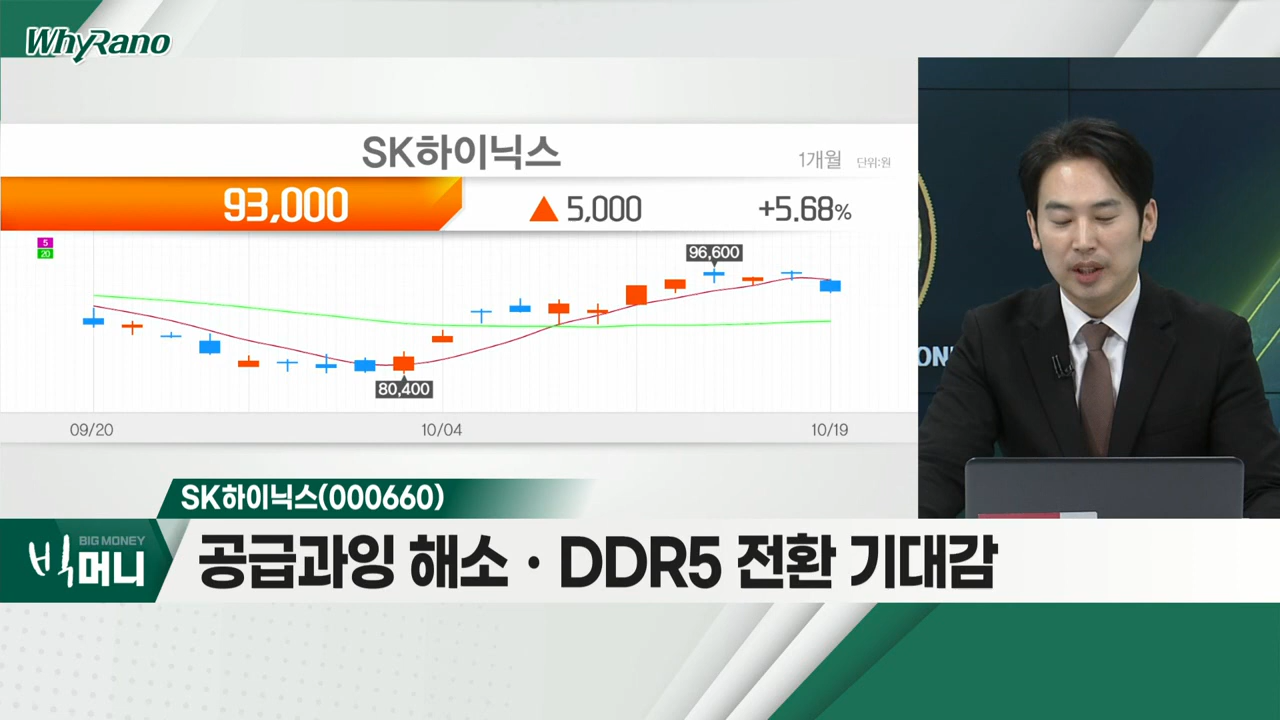 WhyRano
SK하이닉스
1개월 단위:원
93,000 ▲ 5,000 +5.68%
5
20
96,600
80,400
09/20 10/04 10/19
ON
SK하이닉스(000660)
BIG MONEY
빅머니
공급과잉 해소·DDR5 전환 기대감